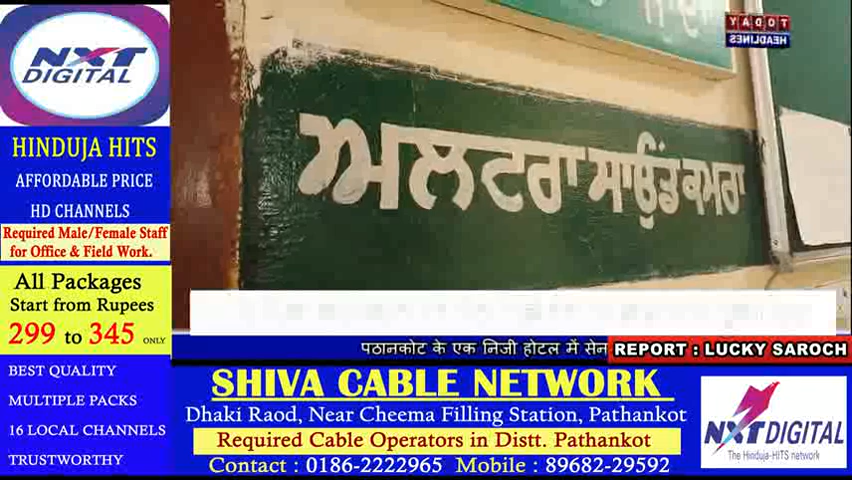 NXT
DIGITAL
HINDUJA HITS
AFFORDABLE PRICE
HD CHANNELS
Required Male/Female Staff
for Office & Field Work.
All Packages
Start from Rupees
299 to 345 ONLY
BEST QUALITY
MULTIPLE PACKS
16 LOCAL CHANNELS
TRUSTWORTHY
TODAY
HEADLINES
ਅਲਟਰਾ ਸਾਊਂਡ ਕਮਰਾ
पठानकोट के एक निजी होटल में सेन
REPORT : LUCKY SAROCH
SHIVA CABLE NETWORK
Dhaki Raod, Near Cheema Filling Station, Pathankot
Required Cable Operators in Distt. Pathankot
Contact : 0186-2222965 Mobile : 89682-29592
NXT DIGITAL
The Hinduja-HITS network